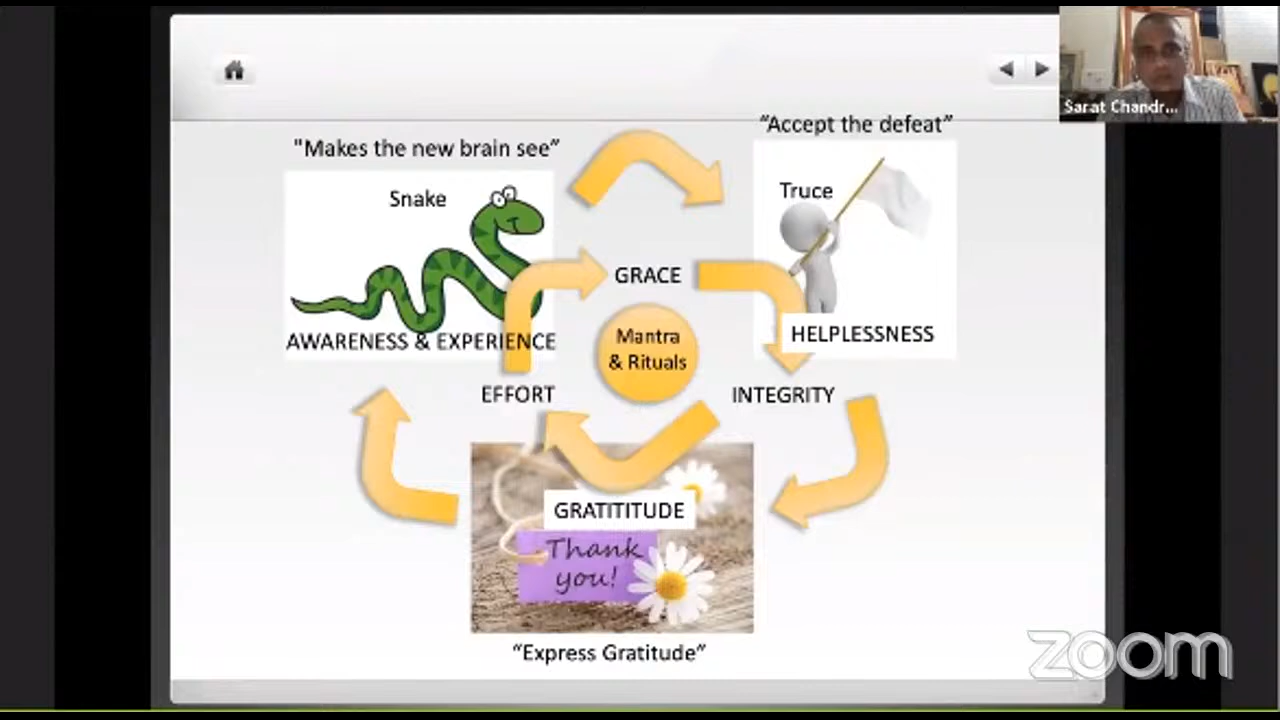 Sarat Chandr...
"Accept the defeat”
"Makes the new brain see”
Snake
Truce
GRACE
AWARENESS & EXPERIENCE
Mantra
& Rituals
HELPLESSNESS
EFFORT
INTEGRITY
GRATITITUDE
Thank
you!
“Express Gratitude”
zoom